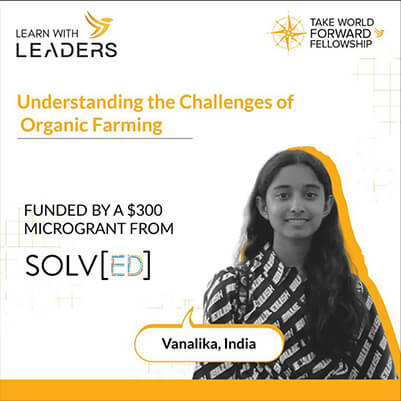 LEARN WITH
LEADERS
TAKE WORLD
FORWARD
FELLOWSHIP
Understanding the Challenges of
Organic Farming
FUNDED BY A $300
MICROGRANT FROM
SOLV[ED]
Vanalika, India